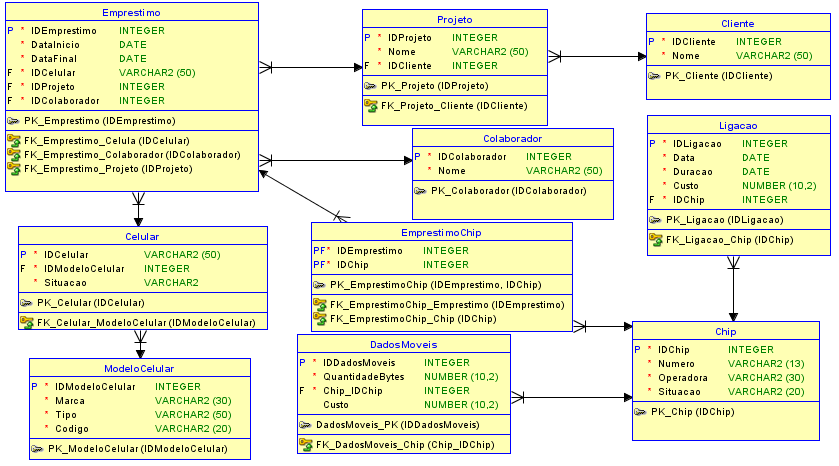 Emprestimo
P * IDEmprestimo INTEGER
* DataInicio DATE
* DataFinal DATE
F * IDCelular VARCHAR2 (50)
F * IDProjeto INTEGER
F * IDColaborador INTEGER
PK_Emprestimo (IDEmprestimo)
FK_Emprestimo_Celula (IDCelular)
FK_Emprestimo_Colaborador (IDColaborador)
FK_Emprestimo_Projeto (IDProjeto)
Projeto
P * IDProjeto INTEGER
* Nome VARCHAR2 (50)
F * IDCliente INTEGER
PK_Projeto (IDProjeto)
FK_Projeto_Cliente (IDCliente)
Cliente
P * IDCliente INTEGER
* Nome VARCHAR2 (50)
PK_Cliente (IDCliente)
Colaborador
P * IDColaborador INTEGER
* Nome VARCHAR2 (50)
PK_Colaborador (IDColaborador)
Ligacao
P * IDLigacao INTEGER
* Data DATE
* Duracao DATE
* Custo NUMBER (10,2)
F * IDChip INTEGER
PK_Ligacao (IDLigacao)
FK_Ligacao_Chip (IDChip)
Celular
P * IDCelular VARCHAR2 (50)
F * IDModeloCelular INTEGER
* Situacao VARCHAR2
PK_Celular (IDCelular)
FK_Celular_ModeloCelular (IDModeloCelular)
EmprestimoChip
PF* IDEmprestimo INTEGER
PF* IDChip INTEGER
PK_EmprestimoChip (IDEmprestimo, IDChip)
FK_EmprestimoChip_Emprestimo (IDEmprestimo)
FK_EmprestimoChip_Chip (IDChip)
ModeloCelular
P * IDModeloCelular INTEGER
* Marca VARCHAR2 (30)
* Tipo VARCHAR2 (50)
* Codigo VARCHAR2 (20)
PK_ModeloCelular (IDModeloCelular)
DadosMoveis
P * IDDadosMoveis INTEGER
* QuantidadeBytes NUMBER (10,2)
F * Chip_IDChip INTEGER
Custo NUMBER (10,2)
DadosMoveis_PK (IDDadosMoveis)
FK_DadosMoveis_Chip (Chip_IDChip)
Chip
P * IDChip INTEGER
* Numero VARCHAR2 (13)
* Operadora VARCHAR2 (30)
* Situacao VARCHAR2 (20)
PK_Chip (IDChip)